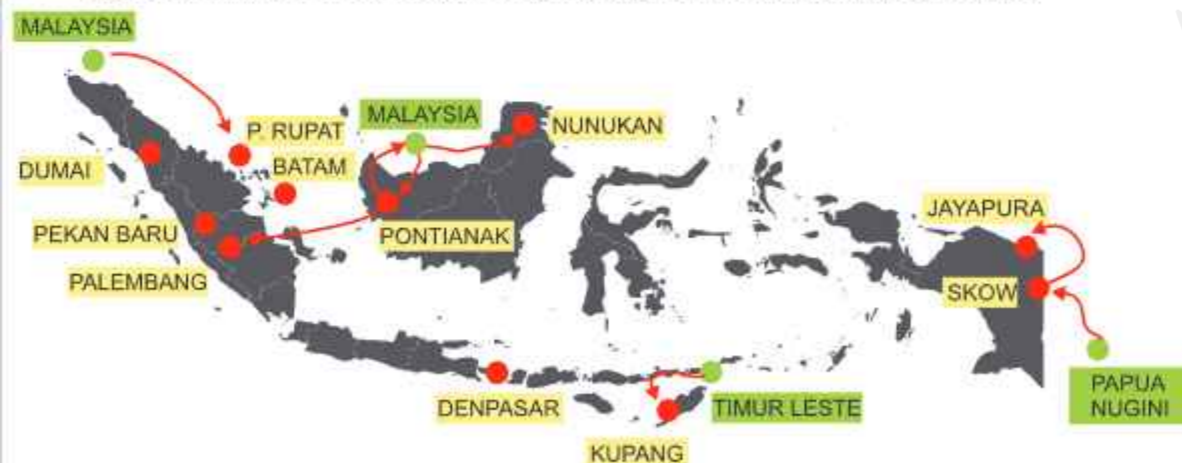 MALAYSIA
P. RUPAT
MALAYSIA
NUNUKAN
DUMAI
BATAM
PEKAN BARU
PONTIANAK
PALEMBANG
JAYAPURA
SKOW
DENPASAR
TIMUR LESTE
PAPUA
NUGINI
KUPANG